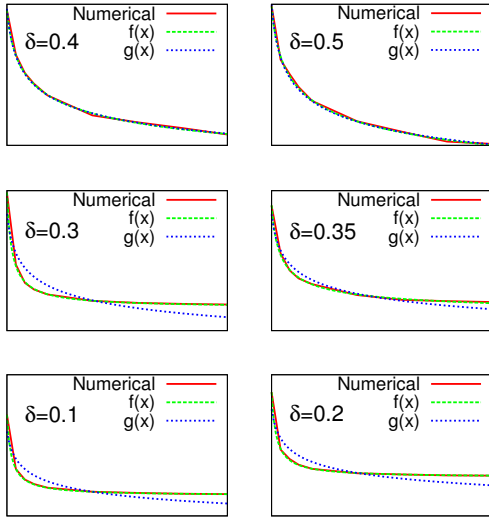 Numerical
f(x)
g(x)
δ=0.4
Numerical
f(x)
g(x)
δ=0.5
Numerical
f(x)
g(x)
δ=0.3
Numerical
f(x)
g(x)
δ=0.35
Numerical
f(x)
g(x)
δ=0.1
Numerical
f(x)
g(x)
δ=0.2